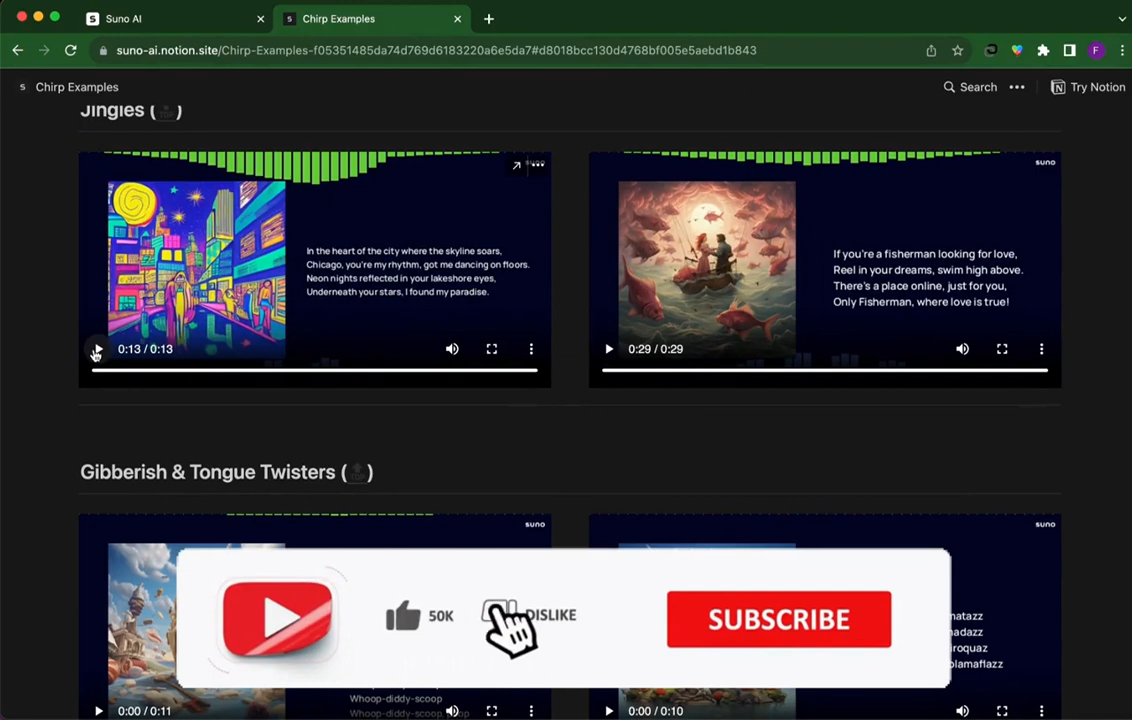 Suno AI
Chirp Examples
suno-ai.notion.site/Chirp-Examples-f05351485da74d769d6183220a6e5da7#d8018bcc130d4768bf005e5aebd1b843
F
Chirp Examples
Search
Try Notion
Jingles (TOP)
suno
In the heart of the city where the skyline soars,
Chicago, you're my rhythm, got me dancing on floors.
Neon nights reflected in your lakeshore eyes,
Underneath your stars, I found my paradise.
0:13 / 0:13
suno
If you're a fisherman looking for love,
Reel in your dreams, swim high above.
There's a place online, just for you,
Only Fisherman, where love is true!
0:29 / 0:29
Gibberish & Tongue Twisters (TOP)
suno
suno
50K
DISLIKE
SUBSCRIBE
Whoop-diddy-scoop
0:00 / 0:11
0:00 / 0:10